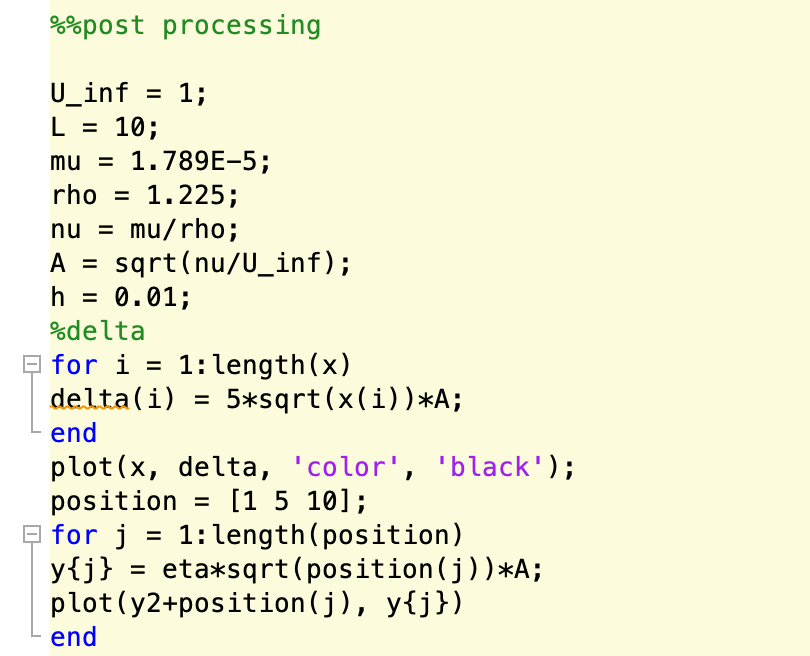 %%post processing
U_inf = 1;
L = 10;
mu = 1.789E-5;
rho = 1.225;
nu = mu/rho;
A = sqrt(nu/U_inf);
h = 0.01;
%delta
for i = 1:length(x)
delta(i) = 5*sqrt(x(i))*A;
end
plot(x, delta, 'color', 'black');
position = [1 5 10];
for j = 1:length(position)
y{j} = eta*sqrt(position(j))*A;
plot(y2+position(j), y{j})
end